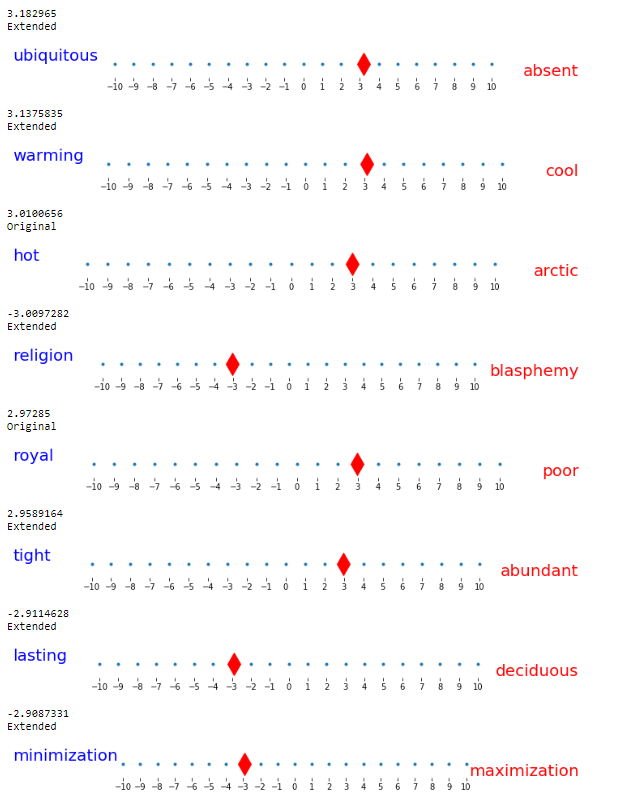 3.182965
Extended
ubiquitous
absent
−10 −9 −8 −7 −6 −5 −4 −3 −2 −1 0 1 2 3 4 5 6 7 8 9 10
3.1375835
Extended
warming
cool
−10 −9 −8 −7 −6 −5 −4 −3 −2 −1 0 1 2 3 4 5 6 7 8 9 10
3.0100656
Original
hot
arctic
−10 −9 −8 −7 −6 −5 −4 −3 −2 −1 0 1 2 3 4 5 6 7 8 9 10
-3.0097282
Extended
religion
blasphemy
−10 −9 −8 −7 −6 −5 −4 −3 −2 −1 0 1 2 3 4 5 6 7 8 9 10
2.97285
Original
royal
poor
−10 −9 −8 −7 −6 −5 −4 −3 −2 −1 0 1 2 3 4 5 6 7 8 9 10
2.9589164
Extended
tight
abundant
−10 −9 −8 −7 −6 −5 −4 −3 −2 −1 0 1 2 3 4 5 6 7 8 9 10
-2.9114628
Extended
lasting
deciduous
−10 −9 −8 −7 −6 −5 −4 −3 −2 −1 0 1 2 3 4 5 6 7 8 9 10
-2.9087331
Extended
minimization
maximization
−10 −9 −8 −7 −6 −5 −4 −3 −2 −1 0 1 2 3 4 5 6 7 8 9 10